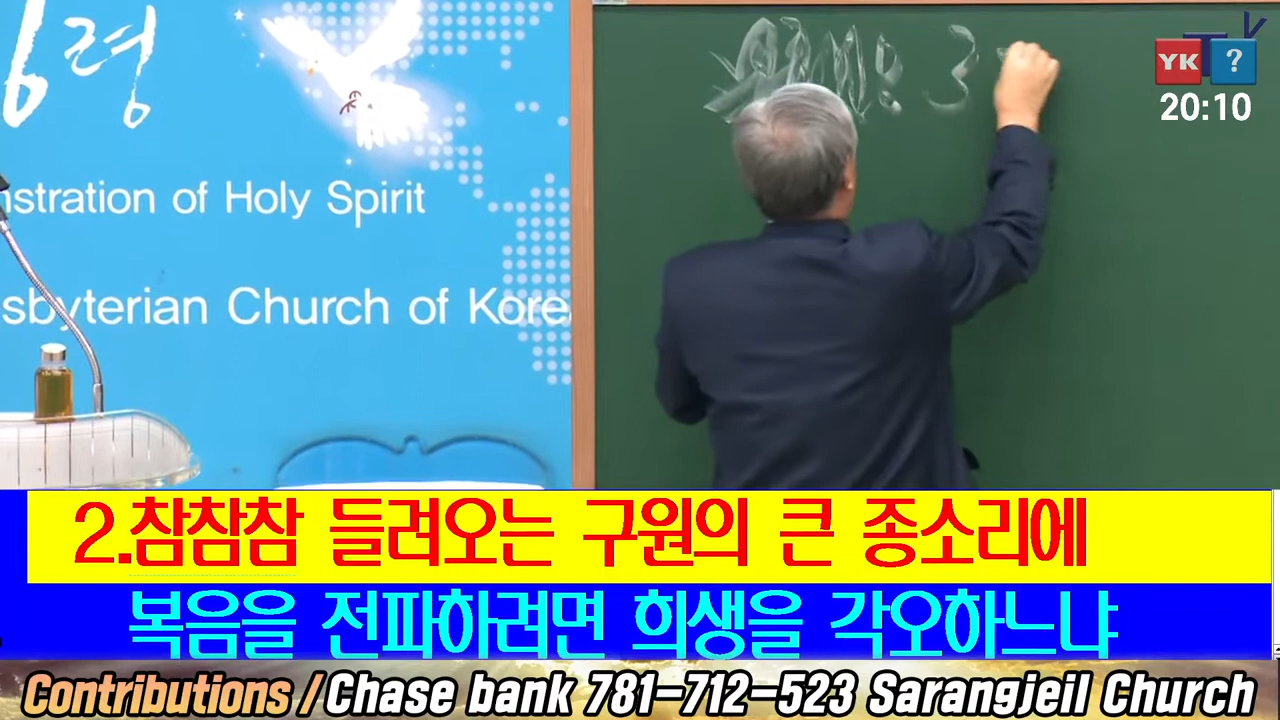 령
nstration of Holy Spirit
sbyterian Church of Kore
3
YK ?
20:10
2.참참참 들려오는 구원의 큰 종소리에
복음을 전파하려면 희생을 각오하느냐
Contributions /Chase bank 781-712-523 Sarangjeil Church